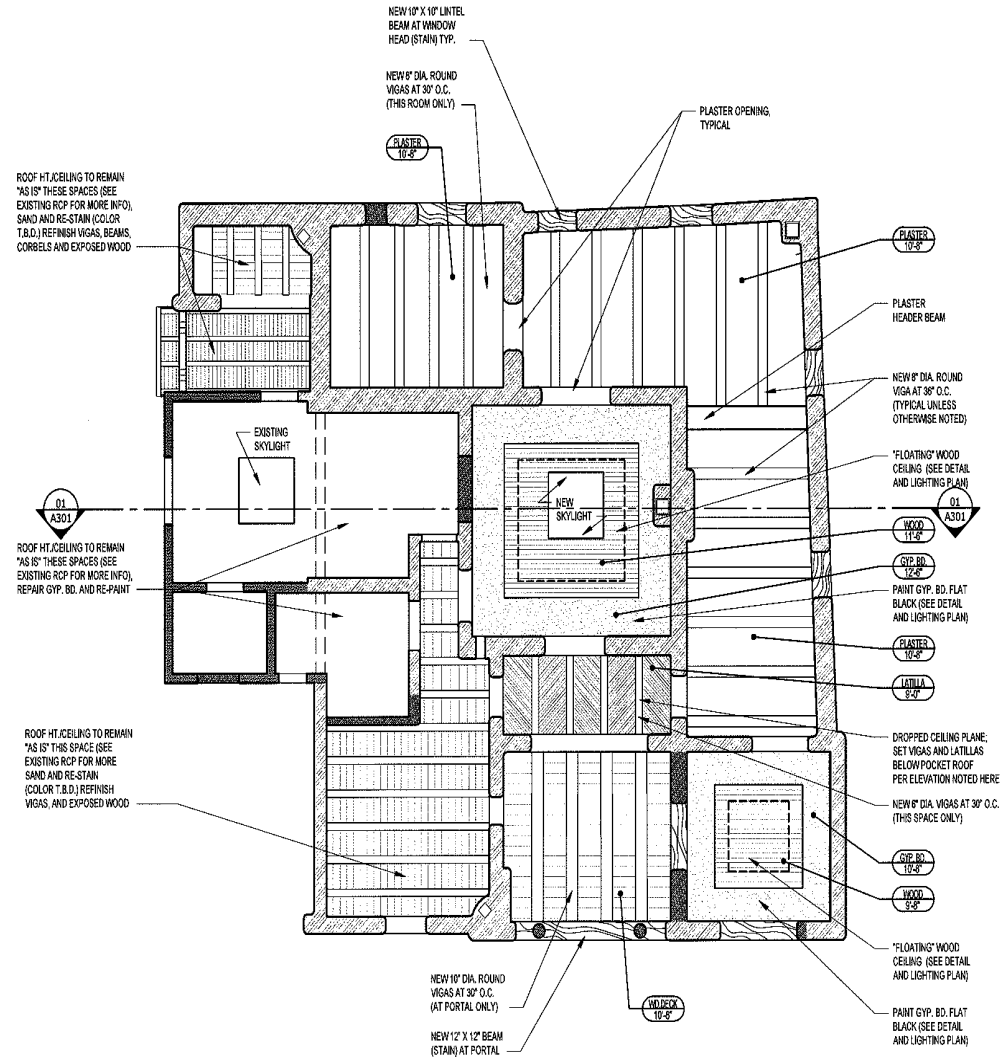 NEW 10" X 10" LINTEL
BEAM AT WINDOW
HEAD (STAIN) TYP.
NEW 8" DIA. ROUND
VIGAS AT 30" O.C.
(THIS ROOM ONLY)
PLASTER
10'-8"
PLASTER OPENING,
TYPICAL
ROOF HT./CEILING TO REMAIN
"AS IS" THESE SPACES (SEE
EXISTING RCP FOR MORE INFO),
SAND AND RE-STAIN (COLOR
T.B.D.) REFINISH VIGAS, BEAMS,
CORBELS AND EXPOSED WOOD
PLASTER
10'-8"
PLASTER
HEADER BEAM
NEW 8" DIA. ROUND
VIGA AT 36" O.C.
(TYPICAL UNLESS
OTHERWISE NOTED)
EXISTING
SKYLIGHT
"FLOATING" WOOD
CEILING (SEE DETAIL
AND LIGHTING PLAN)
01
A301
NEW
SKYLIGHT
01
A301
WOOD
11'-6"
ROOF HT./CEILING TO REMAIN
"AS IS" THESE SPACES (SEE
EXISTING RCP FOR MORE INFO),
REPAIR GYP. BD. AND RE-PAINT
GYP. BD.
12'-6"
PAINT GYP. BD. FLAT
BLACK (SEE DETAIL
AND LIGHTING PLAN)
PLASTER
10'-8"
LATILLA
9'-0"
ROOF HT./CEILING TO REMAIN
"AS IS" THIS SPACE (SEE
EXISTING RCP FOR MORE
SAND AND RE-STAIN
(COLOR T.B.D.) REFINISH
VIGAS, AND EXPOSED WOOD
DROPPED CEILING PLANE;
SET VIGAS AND LATILLAS
BELOW POCKET ROOF
PER ELEVATION NOTED HERE
NEW 6" DIA. VIGAS AT 30" O.C.
(THIS SPACE ONLY)
GYP. BD.
10'-8"
WOOD
9'-8"
"FLOATING" WOOD
CEILING (SEE DETAIL
AND LIGHTING PLAN)
NEW 10" DIA. ROUND
VIGAS AT 30" O.C.
(AT PORTAL ONLY)
WD.DECK
10'-8"
PAINT GYP. BD. FLAT
BLACK (SEE DETAIL
AND LIGHTING PLAN)
NEW 12" X 12" BEAM
(STAIN) AT PORTAL